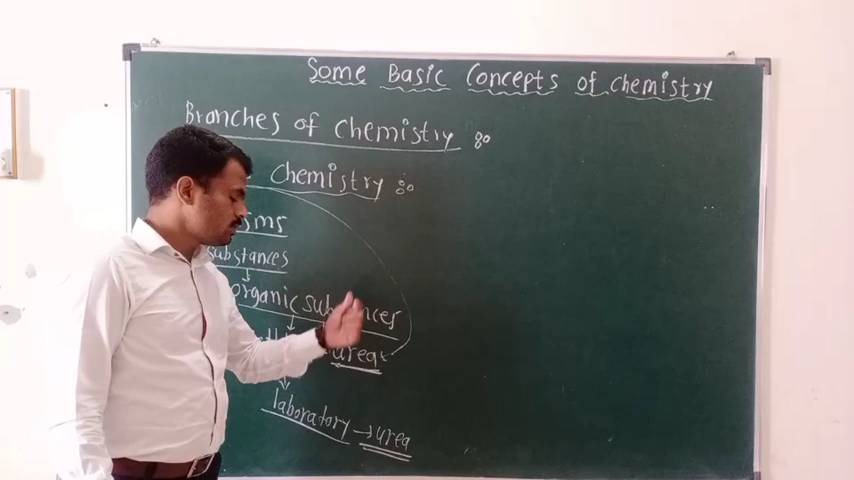 Some Basic Concepts of chemistry
Branches of chemistry :
Chemistry :
substances
organic substances
urea
laboratory → urea